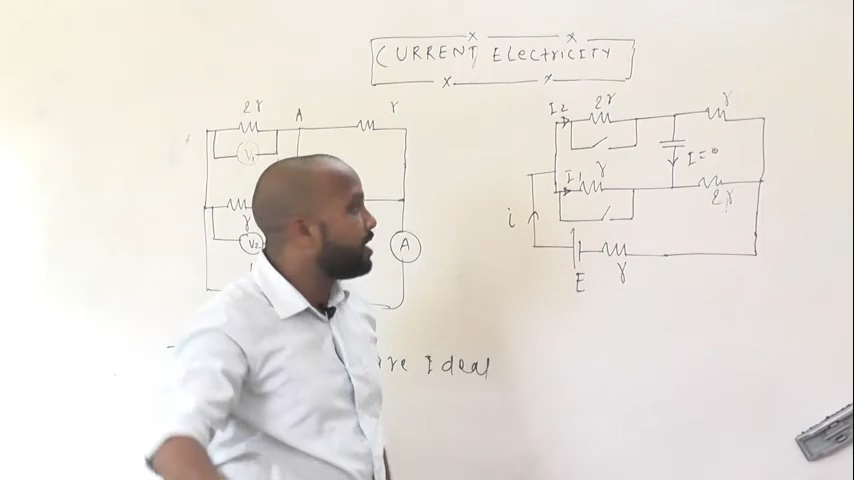 CURRENT ElectRICITY
2r
A
r
V1
r
V2
A
are Ideal
I2
2r
r
I=0
I1
r
2r
i
E
r